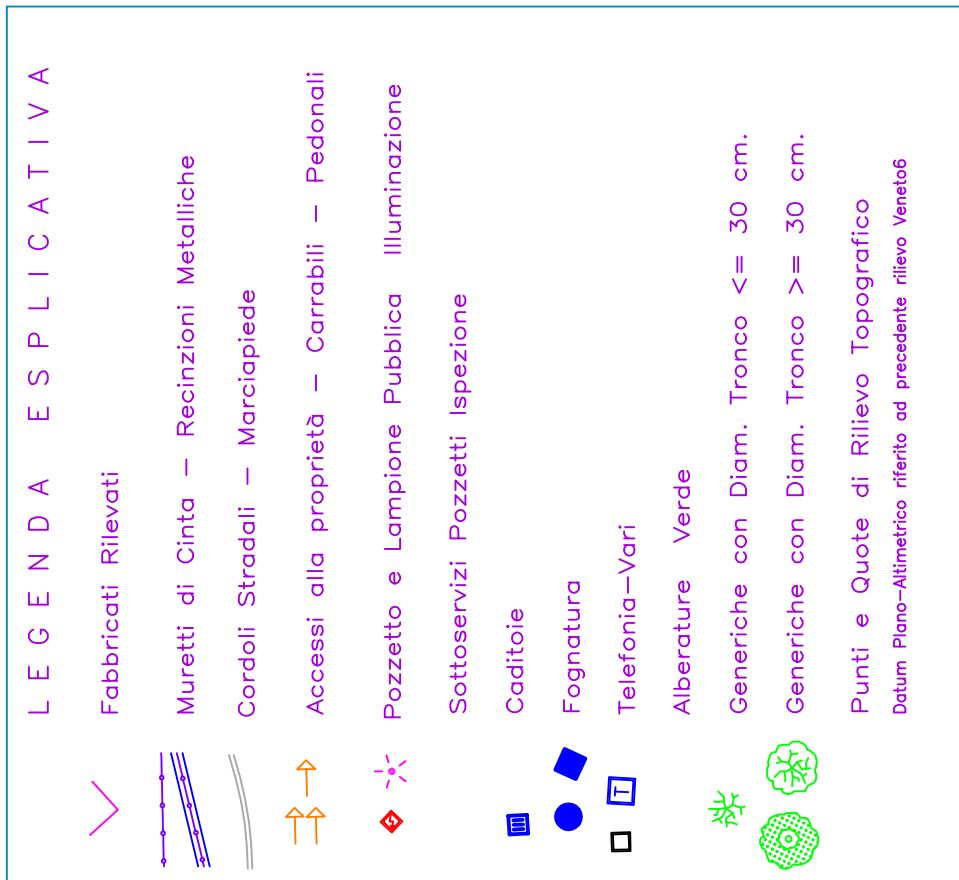 LEGENDA ESPLICATIVA
Fabbricati Rilevati
Muretti di Cinta – Recinzioni Metalliche
Cordoli Stradali – Marciapiede
Accessi alla proprietà – Carrabili – Pedonali
Pozzetto e Lampione Pubblica Illuminazione
Sottoservizi Pozzetti Ispezione
Caditoie
Fognatura
T
Telefonia–Vari
Alberature Verde
Generiche con Diam. Tronco <= 30 cm.
Generiche con Diam. Tronco >= 30 cm.
Punti e Quote di Rilievo Topografico
Datum Plano–Altimetrico riferito ad precedente rilievo Veneto6